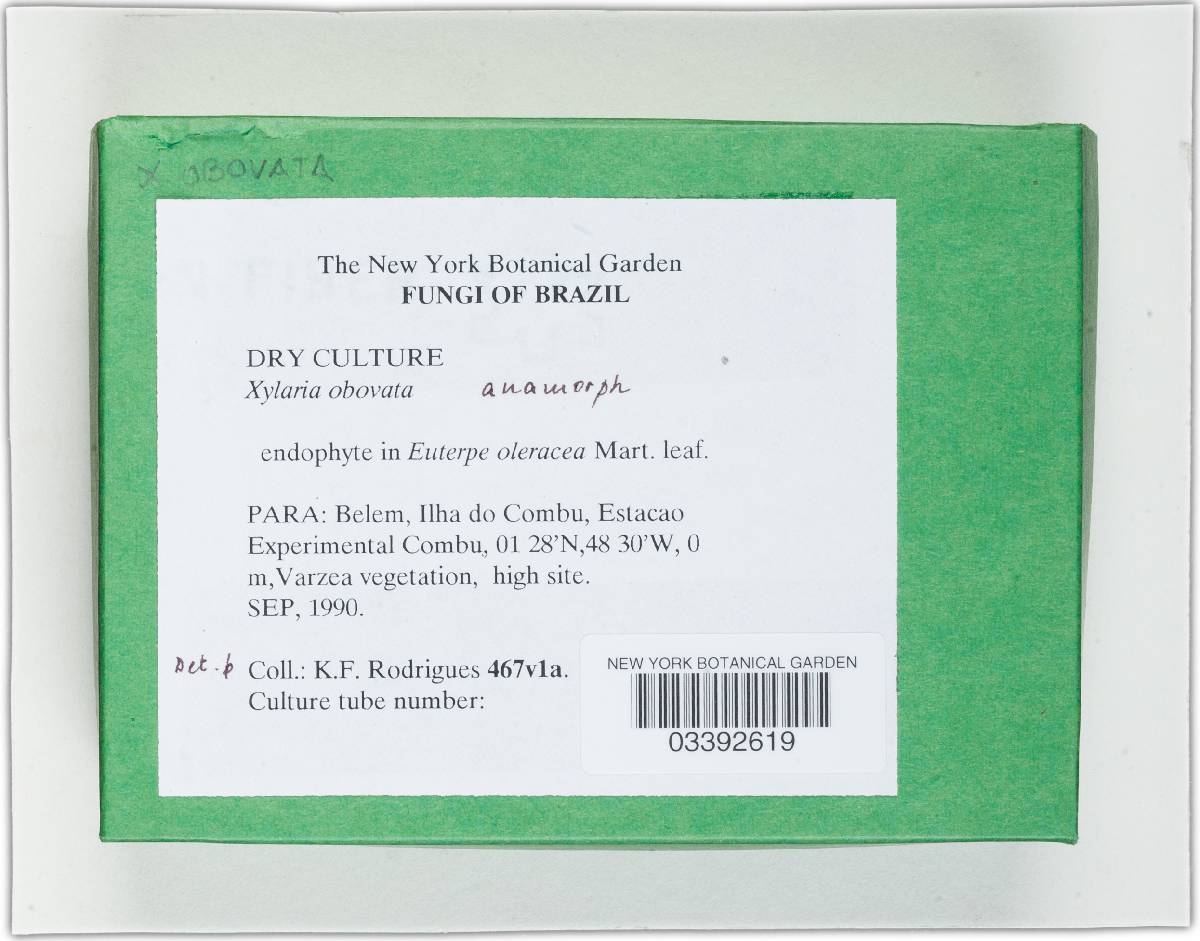 X OBOVATA
The New York Botanical Garden
FUNGI OF BRAZIL
DRY CULTURE
Xylaria obovata anamorph
endophyte in Euterpe oleracea Mart. leaf.
PARA: Belem, Ilha do Combu, Estacao
Experimental Combu, 01 28'N,48 30'W, 0
m,Varzea vegetation, high site.
SEP, 1990.
Det. & Coll.: K.F. Rodrigues 467v1a.
Culture tube number:
NEW YORK BOTANICAL GARDEN
03392619